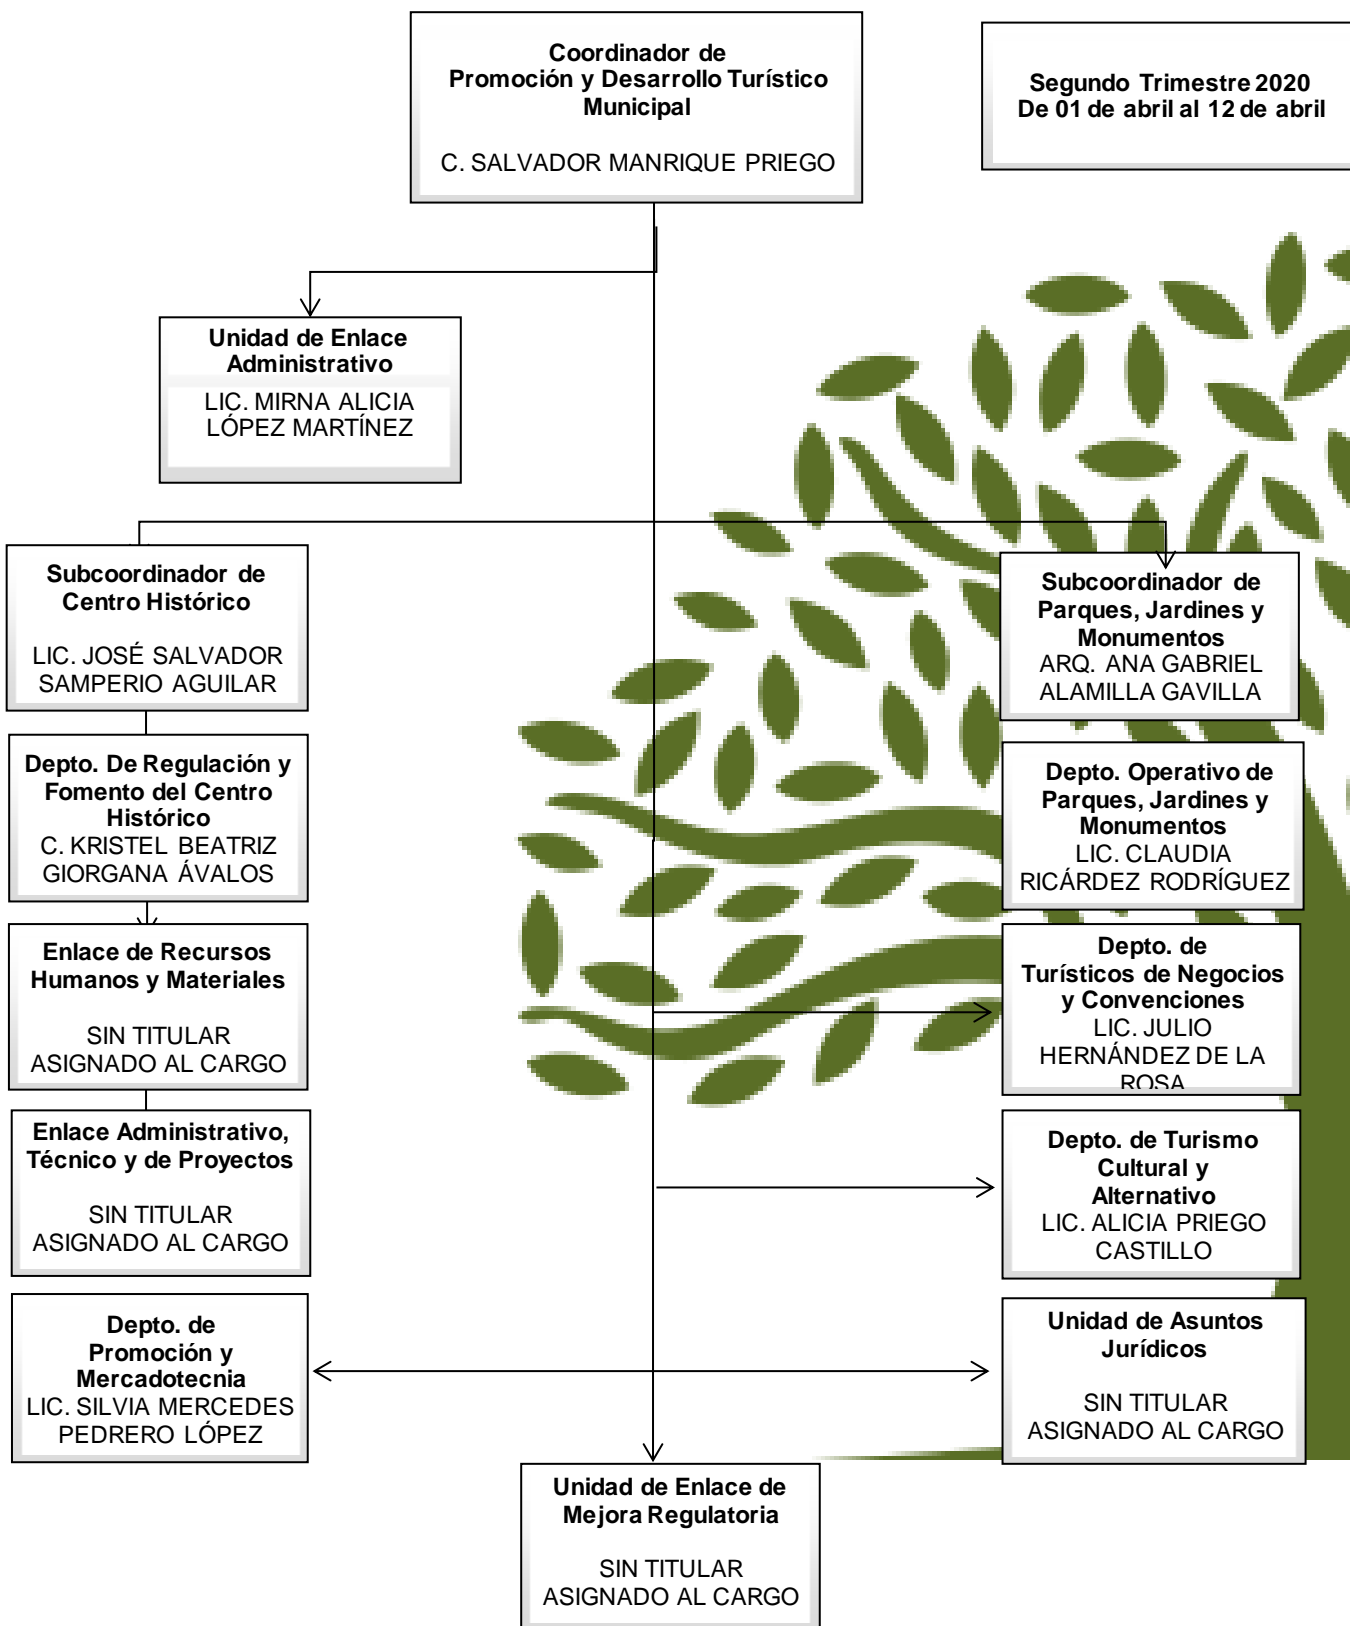 Coordinador de
Promoción y Desarrollo Turístico
Municipal
C. SALVADOR MANRIQUE PRIEGO
Segundo Trimestre 2020
De 01 de abril al 12 de abril
Unidad de Enlace
Administrativo
LIC. MIRNA ALICIA
LÓPEZ MARTÍNEZ
Subcoordinador de
Centro Histórico
LIC. JOSÉ SALVADOR
SAMPERIO AGUILAR
Subcoordinador de
Parques, Jardines y
Monumentos
ARQ. ANA GABRIEL
ALAMILLA GAVILLA
Depto. De Regulación y
Fomento del Centro
Histórico
C. KRISTEL BEATRIZ
GIORGANA ÁVALOS
Depto. Operativo de
Parques, Jardines y
Monumentos
LIC. CLAUDIA
RICÁRDEZ RODRÍGUEZ
Enlace de Recursos
Humanos y Materiales
SIN TITULAR
ASIGNADO AL CARGO
Depto. de
Turísticos de Negocios
y Convenciones
LIC. JULIO
HERNÁNDEZ DE LA
ROSA
Enlace Administrativo,
Técnico y de Proyectos
SIN TITULAR
ASIGNADO AL CARGO
Depto. de Turismo
Cultural y
Alternativo
LIC. ALICIA PRIEGO
CASTILLO
Depto. de
Promoción y
Mercadotecnia
LIC. SILVIA MERCEDES
PEDRERO LÓPEZ
Unidad de Asuntos
Jurídicos
SIN TITULAR
ASIGNADO AL CARGO
Unidad de Enlace de
Mejora Regulatoria
SIN TITULAR
ASIGNADO AL CARGO